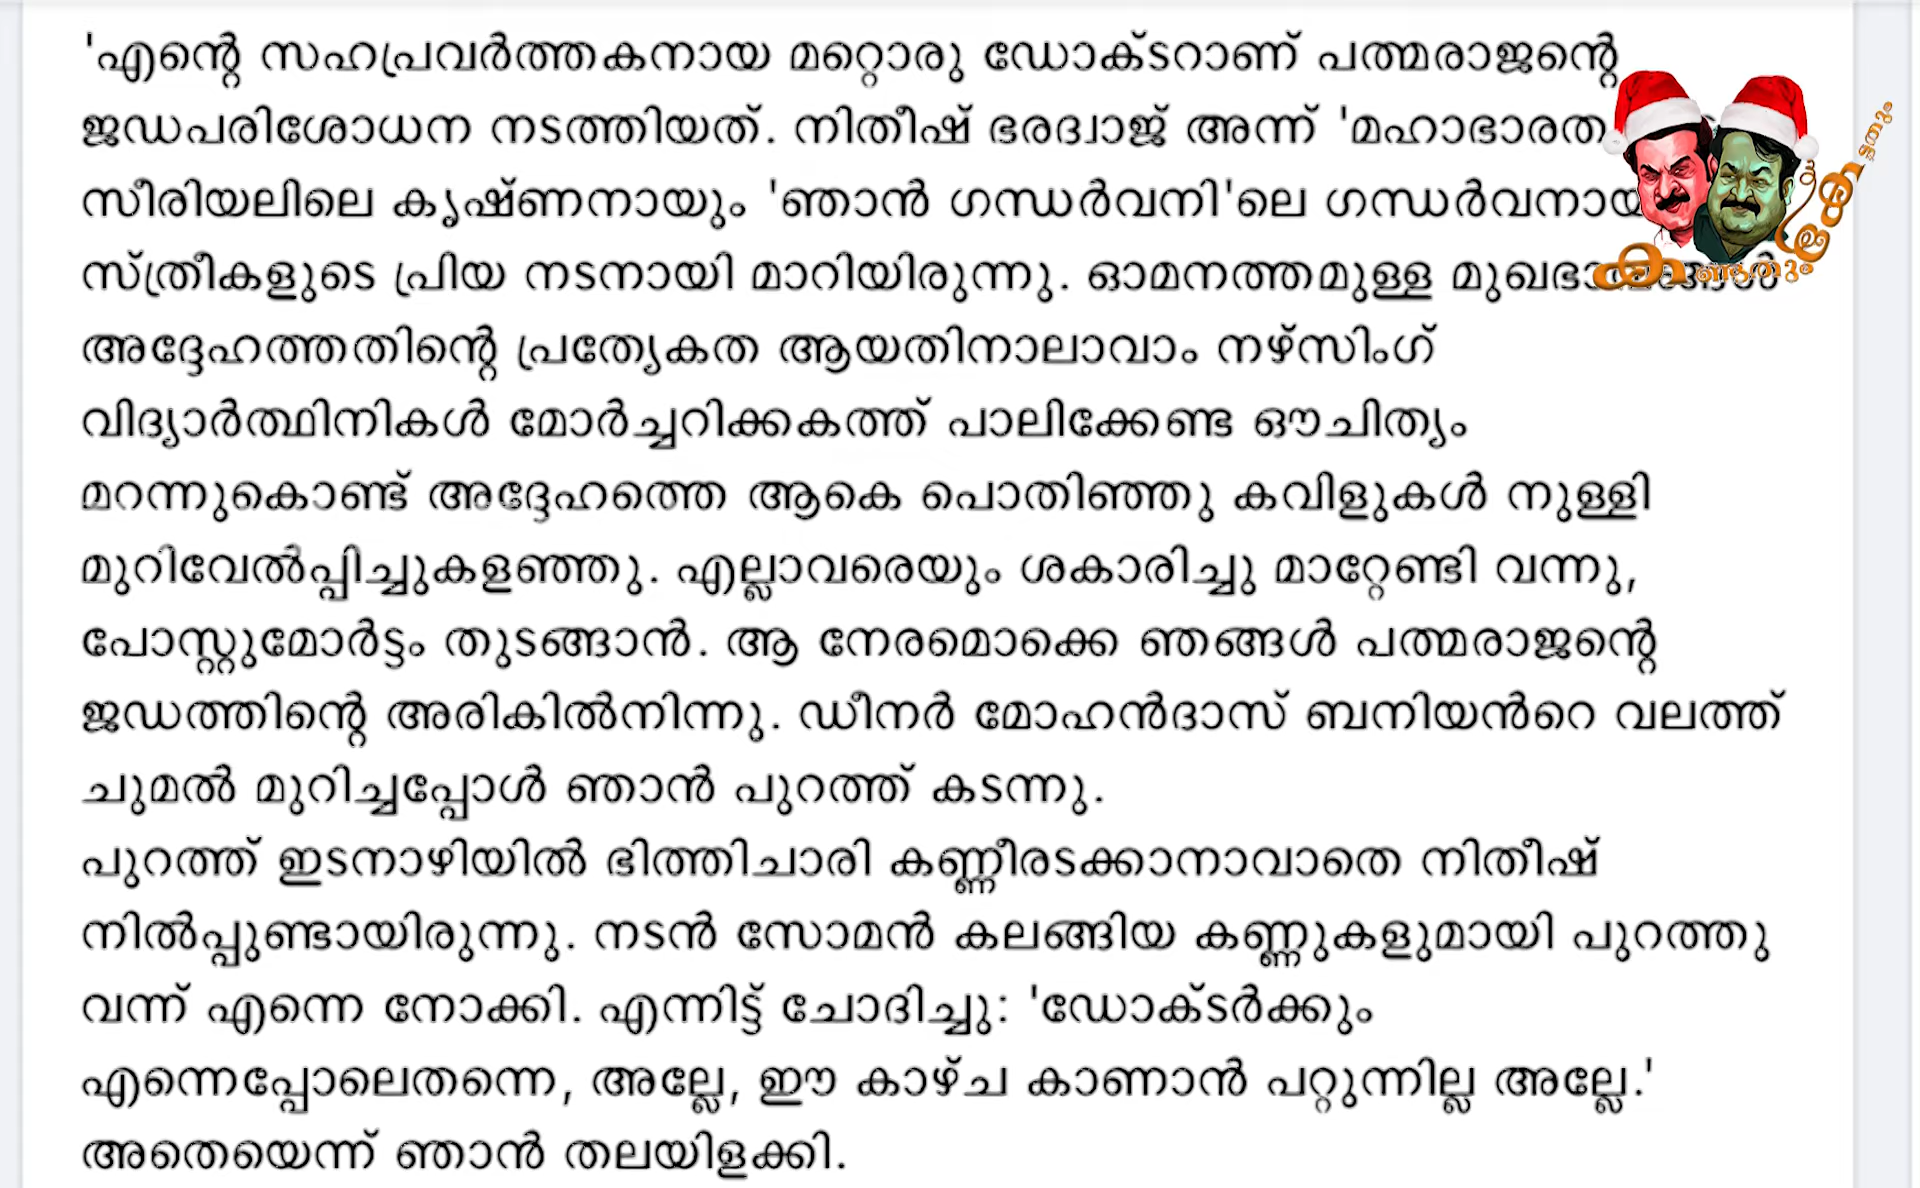 'എന്റെ സഹപ്രവർത്തകനായ മറ്റൊരു ഡോക്ടറാണ് പത്മരാജന്റെ
ജഡപരിശോധന നടത്തിയത്. നിതീഷ് ഭരദ്വാജ് അന്ന്
സീരിയലിലെ കൃഷ്ണനായും 'ഞാൻ ഗന്ധർവനി'ലെ ഗന്ധർവനായ
സ്ത്രീകളുടെ പ്രിയ നടനായി മാറിയിരുന്നു. ഓമനത്തമുള്ള
അദ്ദേഹത്തതിന്റെ പ്രത്യേകത ആയതിനാലാവാം നഴ്സിംഗ്
വിദ്യാർത്ഥിനികൾ മോർച്ചറിക്കകത്ത് പാലിക്കേണ്ട ഔചിത്യം
മറന്നുകൊണ്ട് അദ്ദേഹത്തെ ആകെ പൊതിഞ്ഞു കവിളുകൾ നുള്ളി
മുറിവേൽപ്പിച്ചുകളഞ്ഞു. എല്ലാവരെയും ശകാരിച്ചു മാറ്റേണ്ടി വന്നു,
പോസ്റ്റുമോർട്ടം തുടങ്ങാൻ. ആ നേരമൊക്കെ ഞങ്ങൾ പത്മരാജന്റെ
ജഡത്തിന്റെ അരികിൽനിന്നു. ഡീനർ മോഹൻദാസ് ബനിയൻറെ വലത്ത്
ചുമൽ മുറിച്ചപ്പോൾ ഞാൻ പുറത്ത് കടന്നു.
പുറത്ത് ഇടനാഴിയിൽ ഭിത്തിചാരി കണ്ണീരടക്കാനാവാതെ നിതീഷ്
നിൽപ്പുണ്ടായിരുന്നു. നടൻ സോമൻ കലങ്ങിയ കണ്ണുകളുമായി പുറത്തു
വന്ന് എന്നെ നോക്കി. എന്നിട്ട് ചോദിച്ചു: 'ഡോക്ടർക്കും
എന്നെപ്പോലെതന്നെ, അല്ലേ, ഈ കാഴ്ച കാണാൻ പറ്റുന്നില്ല അല്ലേ.'
അതെയെന്ന് ഞാൻ തലയിളക്കി.
കണ്ടതും